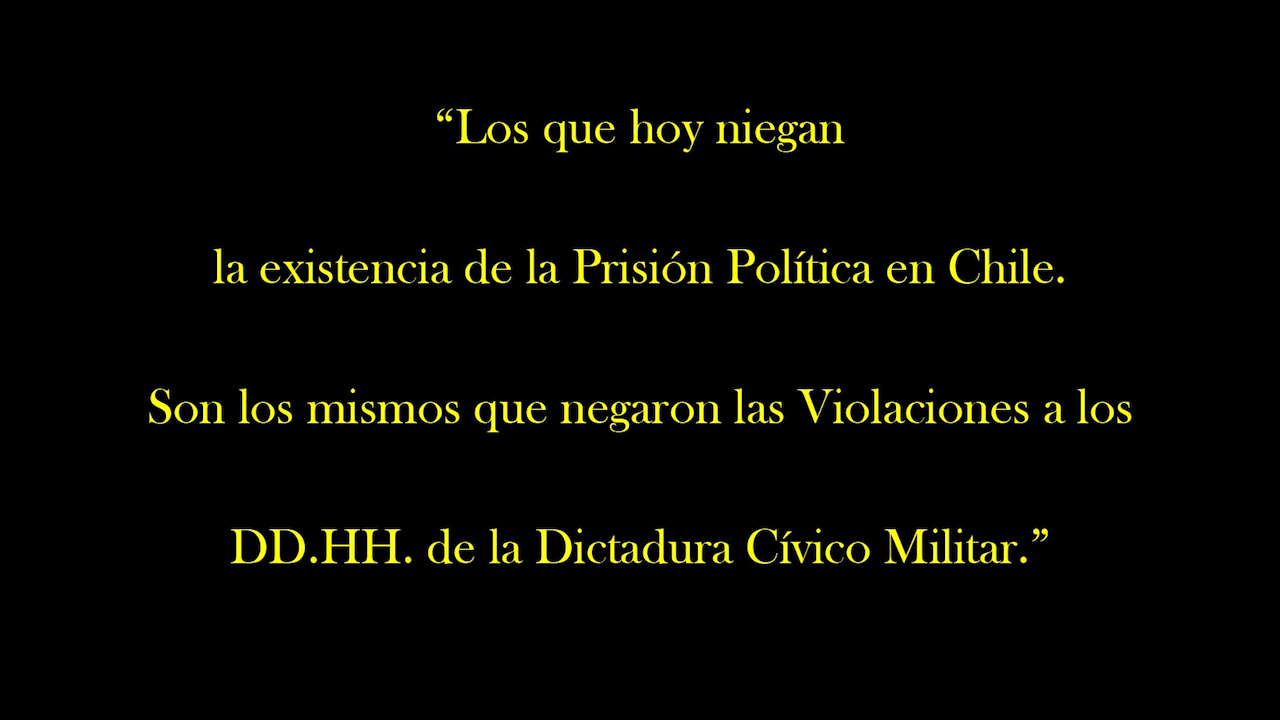 “Los que hoy niegan
la existencia de la Prisión Política en Chile.
Son los mismos que negaron las Violaciones a los
DD.HH. de la Dictadura Cívico Militar.”